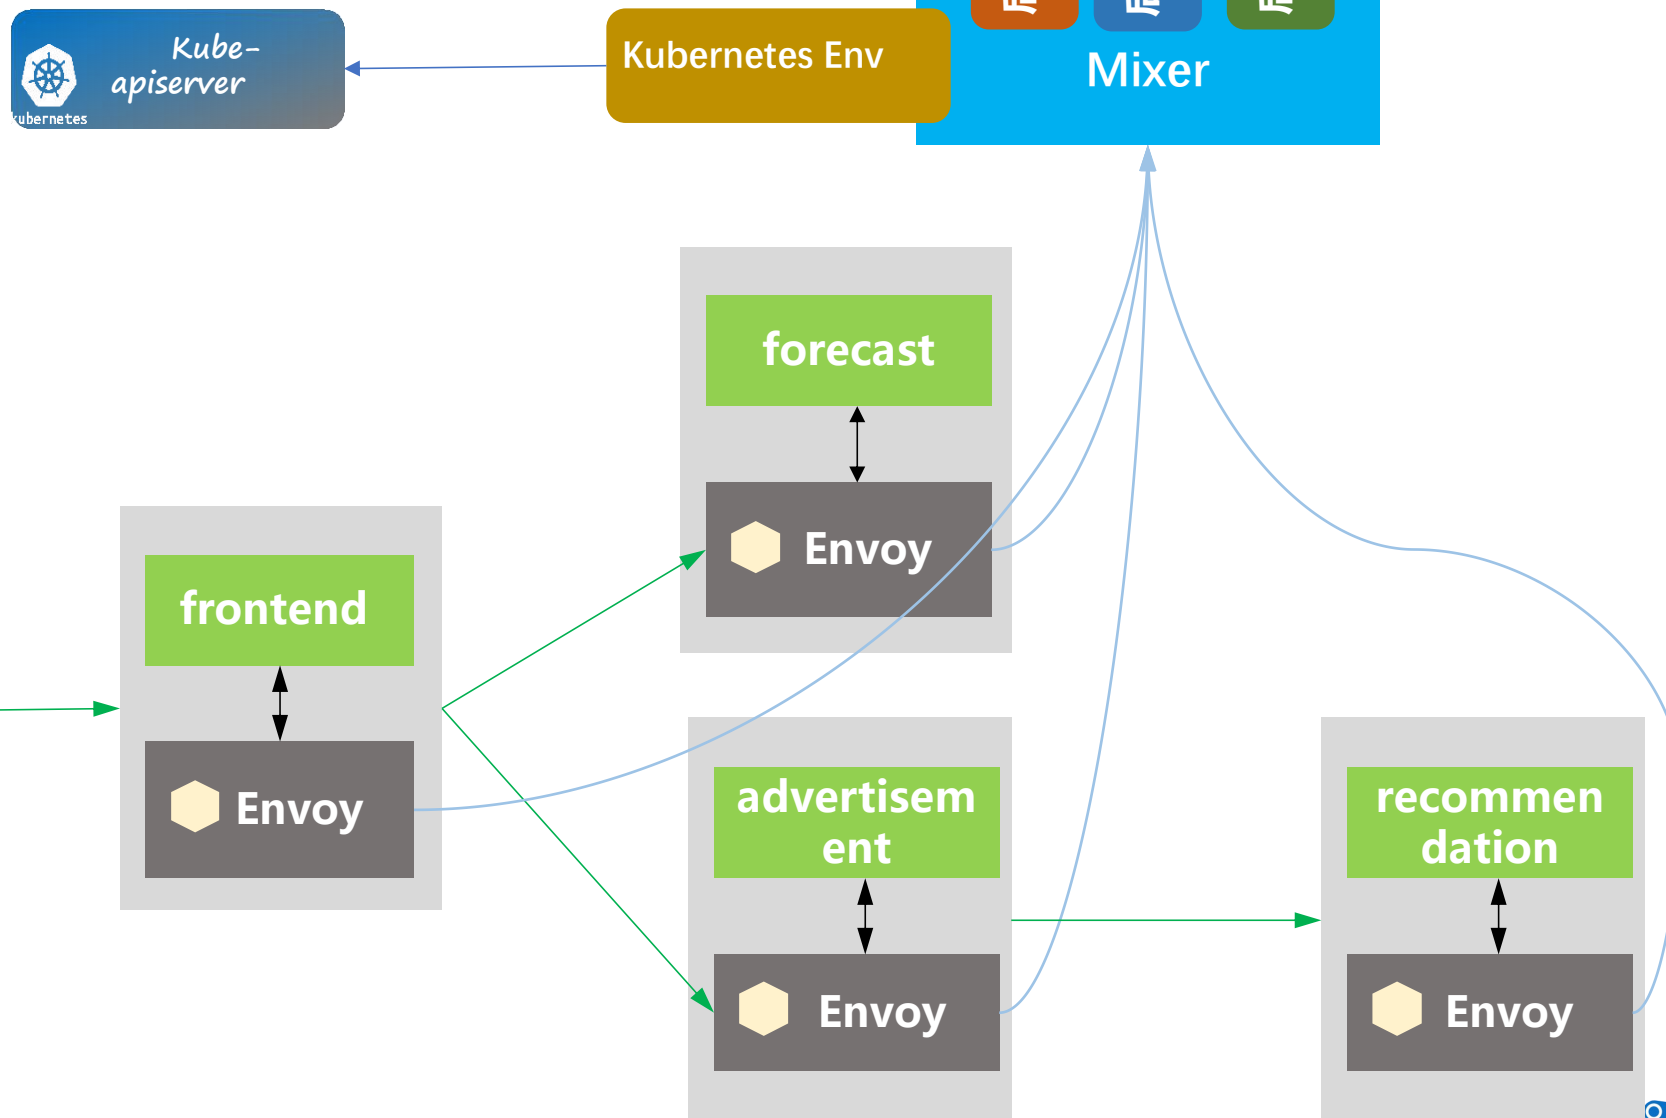 Kube-
apiserver
kubernetes
Kubernetes Env
Mixer
forecast
Envoy
frontend
Envoy
advertisem
ent
Envoy
recommen
dation
Envoy